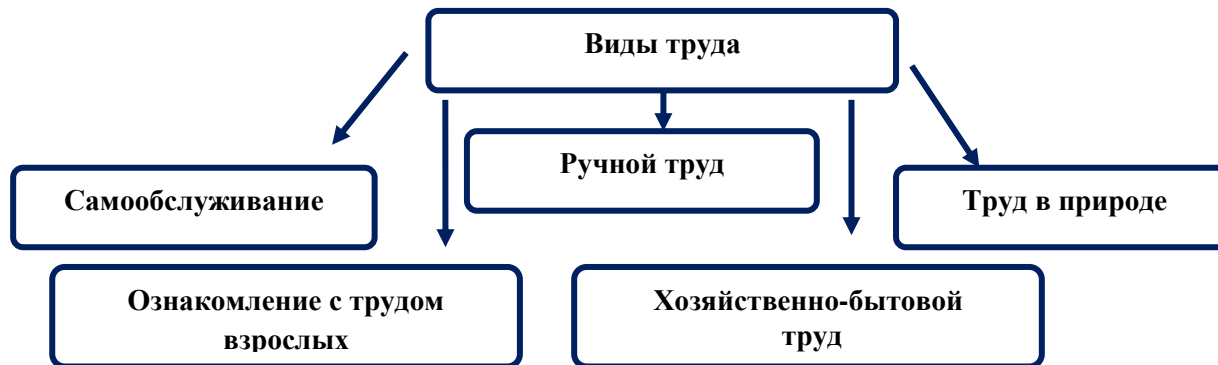 Виды труда
Ручной труд
Самообслуживание
Труд в природе
Ознакомление с трудом
взрослых
Хозяйственно-бытовой
труд